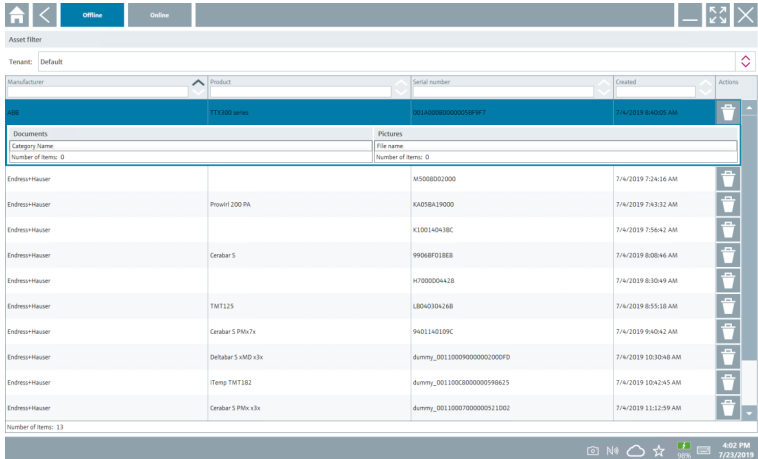 Offline Online
Asset filter
Tenant: Default
Manufacturer Product Serial number Created Actions
ABB TTX300 series 7/4/2019 8:40:05 AM
Documents Pictures
Category Name File name
Number of items: 0 Number of items: 0
Endress+Hauser M5008D02000 7/4/2019 7:24:16 AM
Endress+Hauser Prowirl 200 PA KA05BA19000 7/4/2019 7:43:32 AM
Endress+Hauser K10014043BC 7/4/2019 7:56:42 AM
Endress+Hauser Cerabar S 9906BF01BE8 7/4/2019 8:08:46 AM
Endress+Hauser H7000D04428 7/4/2019 8:30:49 AM
Endress+Hauser TMT125 LB04030426B 7/4/2019 8:55:18 AM
Endress+Hauser Cerabar S PMx7x 9401140109C 7/4/2019 9:40:42 AM
Endress+Hauser Deltabar S xMD x3x 7/4/2019 10:30:48 AM
Endress+Hauser iTemp TMT182 7/4/2019 10:42:45 AM
Endress+Hauser Cerabar S PMx x3x 7/4/2019 11:12:59 AM
Number of items: 13
98% 4:02 PM
7/23/2019